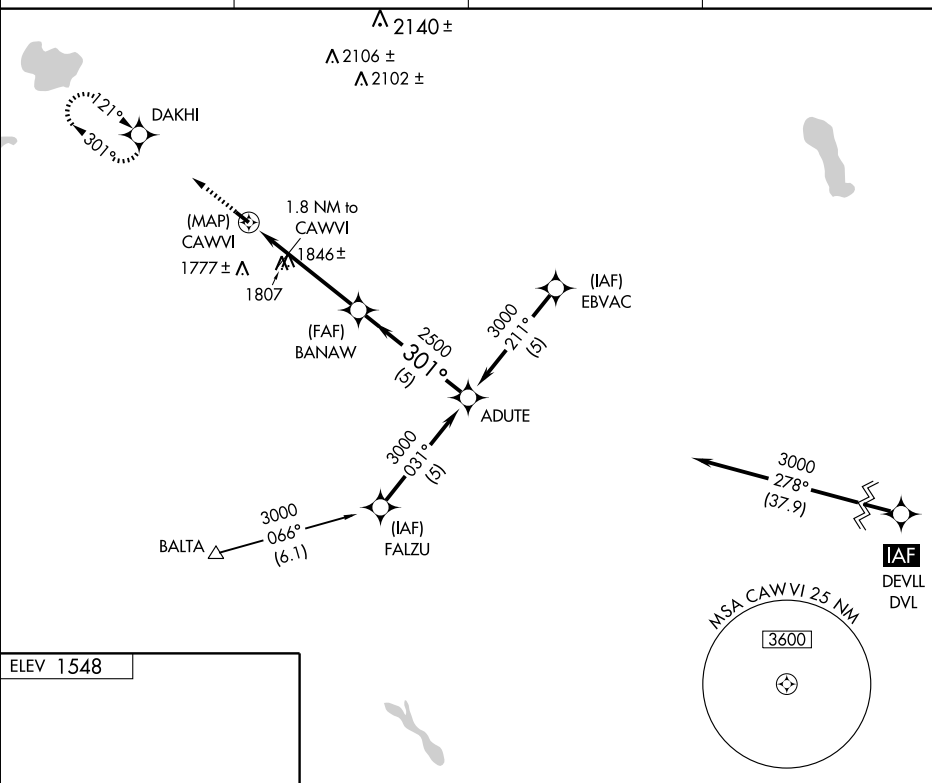 2140 ±
2106 ±
2102 ±
121°
DAKHI
301°
1.8 NM to
CAWVI
(MAP)
CAWVI
1846 ±
1777 ±
1807
(IAF)
EBVAC
3000
211°
(5)
(FAF)
BANAW
2500
301°
(5)
ADUTE
3000
031°
(5)
3000
278°
(37.9)
3000
066°
(6.1)
BALTA
(IAF)
FALZU
IAF
DEVLL
DVL
MSA CAWVI 25 NM
3600
ELEV 1548